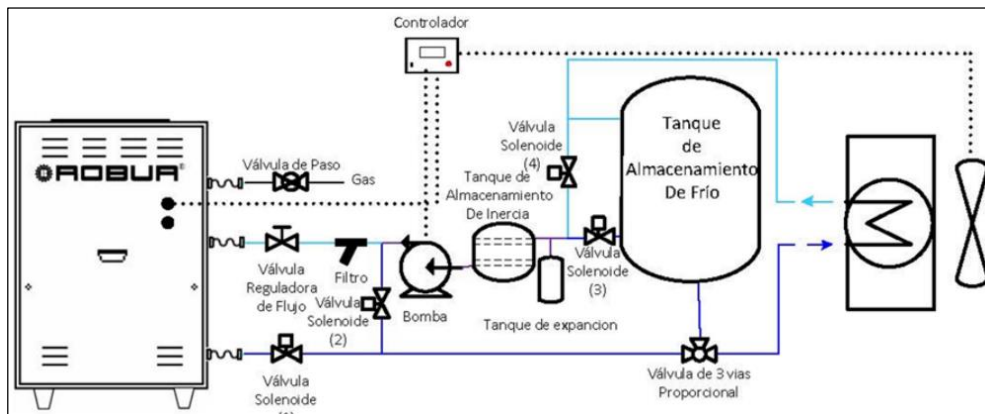 Controlador
ROBUR
Válvula de Paso
Gas
Válvula
Solenoide
(4)
Tanque de
Almacenamiento
De Inercia
Tanque
de
Almacenamiento
De Frío
Válvula
Reguladora
de Flujo
Filtro
Válvula
Solenoide
(2)
Bomba
Válvula
Solenoide
(3)
Tanque de expancion
Válvula
Solenoide
Válvula de 3 vias
Proporcional